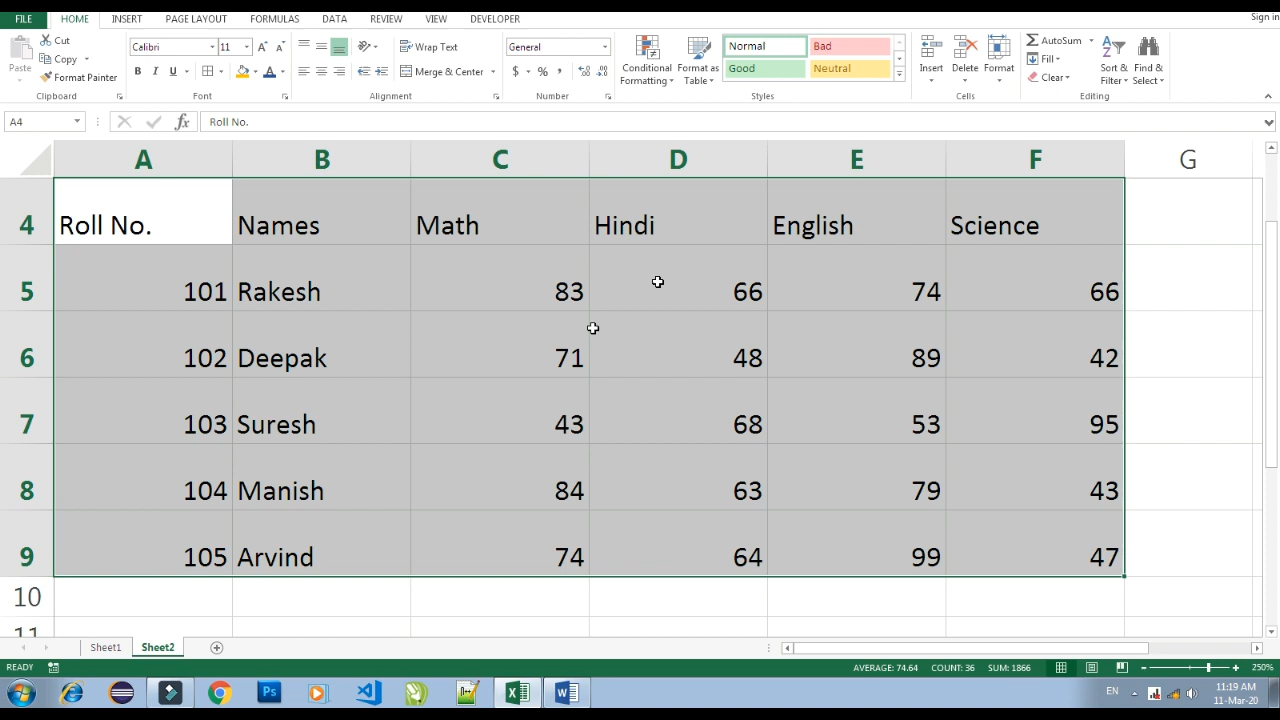 Sign in
FILE HOME INSERT PAGE LAYOUT FORMULAS DATA REVIEW VIEW DEVELOPER
Paste
Cut
Copy
Format Painter
Clipboard
Calibri 11
B I U
Font
Wrap Text
Merge & Center
Alignment
General
$ % ,
Number
Conditional Formatting
Format as Table
Normal Bad
Good Neutral
Styles
Insert Delete Format
Cells
AutoSum
Fill
Clear
Sort & Filter
Find & Select
Editing
A4 fx Roll No.
A B C D E F G
4 Roll No. Names Math Hindi English Science
5 101 Rakesh 83 66 74 66
6 102 Deepak 71 48 89 42
7 103 Suresh 43 68 53 95
8 104 Manish 84 63 79 43
9 105 Arvind 74 64 99 47
10
11
Sheet1 Sheet2
READY AVERAGE: 74.64 COUNT: 36 SUM: 1866 250%
Ps EN 11:19 AM
11-Mar-20